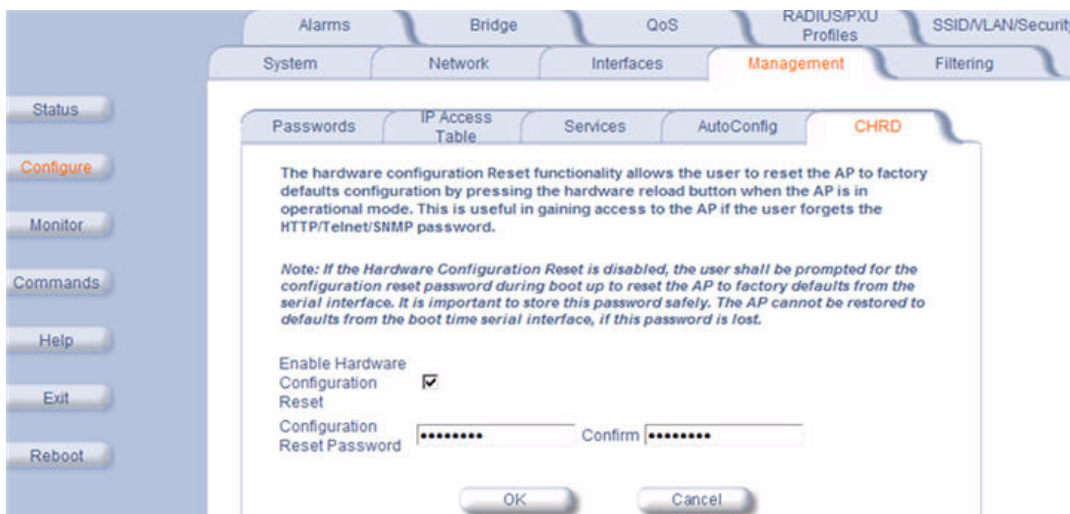 Alarms
Bridge
QoS
RADIUS/PXU
Profiles
SSID/VLAN/Security
System
Network
Interfaces
Management
Filtering
Status
Configure
Monitor
Commands
Help
Exit
Reboot
Passwords
IP Access
Table
Services
AutoConfig
CHRD
The hardware configuration Reset functionality allows the user to reset the AP to factory
defaults configuration by pressing the hardware reload button when the AP is in
operational mode. This is useful in gaining access to the AP if the user forgets the
HTTP/Telnet/SNMP password.
Note: If the Hardware Configuration Reset is disabled, the user shall be prompted for the
configuration reset password during boot up to reset the AP to factory defaults from the
serial interface. It is important to store this password safely. The AP cannot be restored to
defaults from the boot time serial interface, if this password is lost.
Enable Hardware
Configuration
Reset
Configuration
Reset Password
••••••••
Confirm
••••••••
OK
Cancel